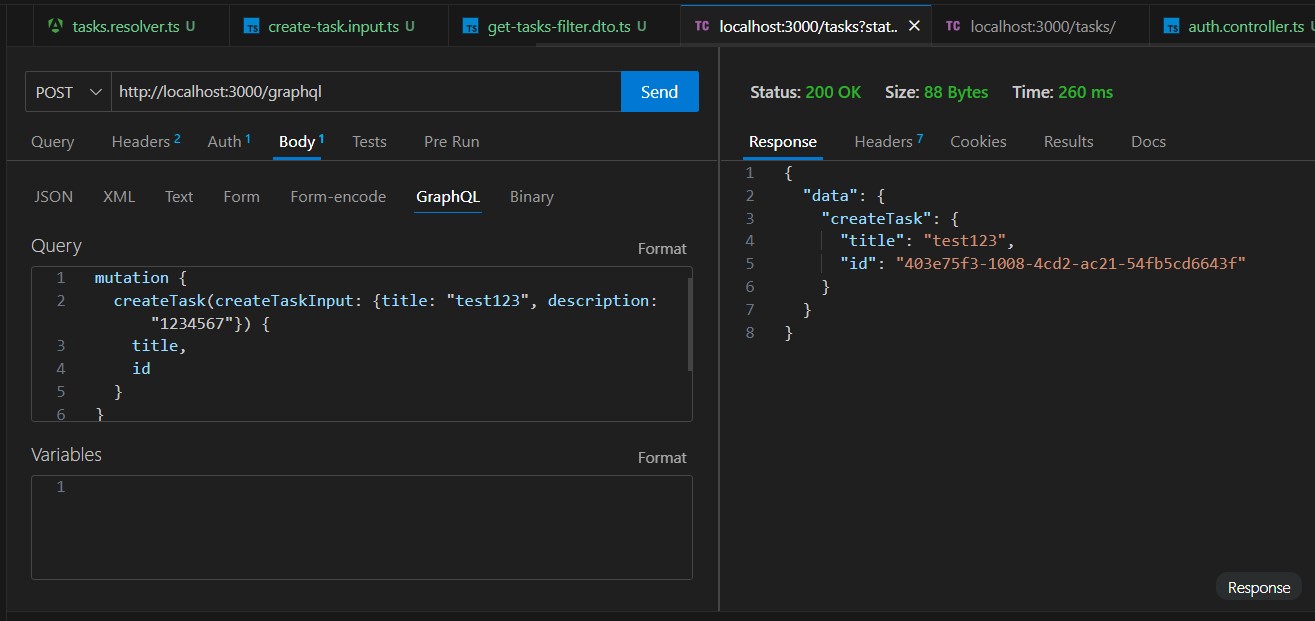 tasks.resolver.ts U
TS create-task.input.ts U
TS get-tasks-filter.dto.ts U
TC localhost:3000/tasks?stat.. ×
TC localhost:3000/tasks/
TS auth.controller.ts U
POST http://localhost:3000/graphql Send
Query Headers 2 Auth 1 Body 1 Tests Pre Run
JSON XML Text Form Form-encode GraphQL Binary
Query Format
1 mutation {
2 createTask(createTaskInput: {title: "test123", description:
"1234567"}) {
3 title,
4 id
5 }
6 }
Variables Format
1
Status: 200 OK Size: 88 Bytes Time: 260 ms
Response Headers 7 Cookies Results Docs
1 {
2 "data": {
3 "createTask": {
4 "title": "test123",
5 "id": "403e75f3-1008-4cd2-ac21-54fb5cd6643f"
6 }
7 }
8 }
Response